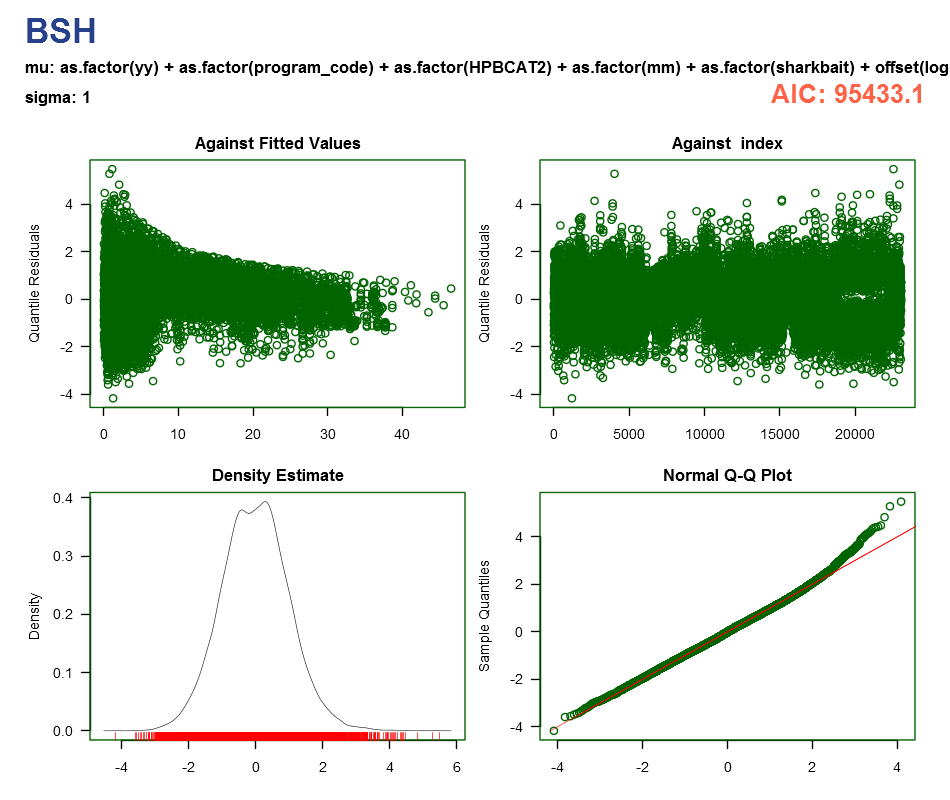 BSH
mu: as.factor(yy) + as.factor(program_code) + as.factor(HPBCAT2) + as.factor(mm) + as.factor(sharkbait) + offset(log
sigma: 1
AIC: 95433.1
Against Fitted Values
Quantile Residuals
4
2
0
-2
-4
0 10 20 30 40
Against index
Quantile Residuals
4
2
0
-2
-4
0 5000 10000 15000 20000
Density Estimate
Density
0.4
0.3
0.2
0.1
0.0
-4 -2 0 2 4 6
Normal Q-Q Plot
Sample Quantiles
4
2
0
-2
-4
-4 -2 0 2 4